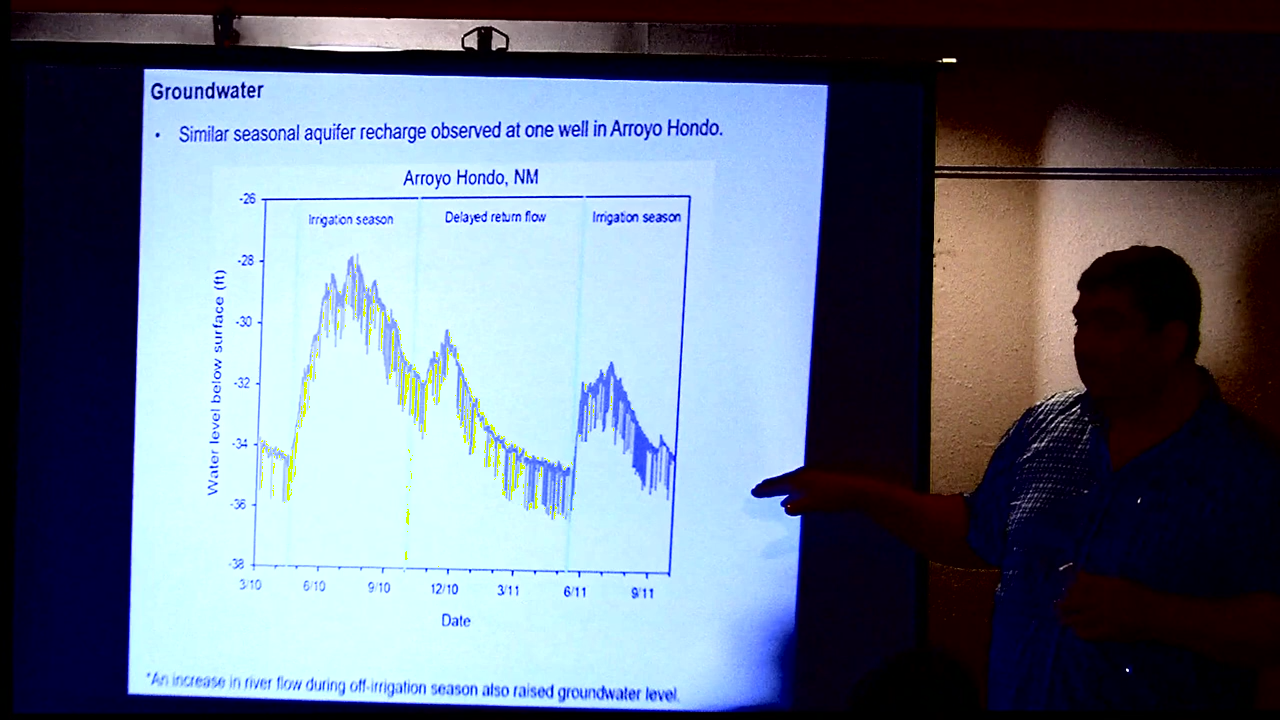 Groundwater
• Similar seasonal aquifer recharge observed at one well in Arroyo Hondo.
Arroyo Hondo, NM
Irrigation season Delayed return flow Irrigation season
Water level below surface (ft)
-26
-28
-30
-32
-34
-36
-38
3/10 6/10 9/10 12/10 3/11 6/11 9/11
Date
*An increase in river flow during off-irrigation season also raised groundwater level.